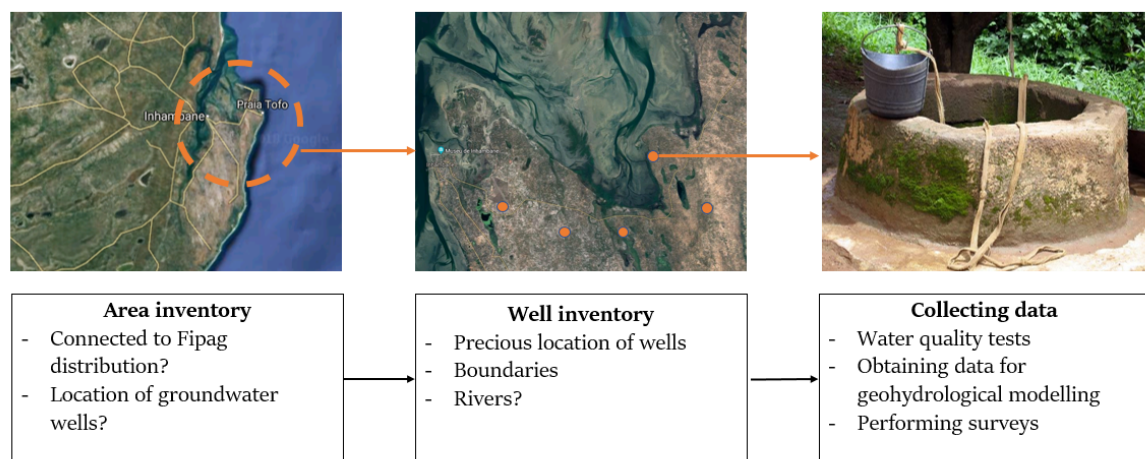 Inhampane
Praia Tofo
Area inventory
- Connected to Fipag
distribution?
- Location of groundwater
wells?
Well inventory
- Precious location of wells
- Boundaries
- Rivers?
Collecting data
- Water quality tests
- Obtaining data for
geohydrological modelling
- Performing surveys